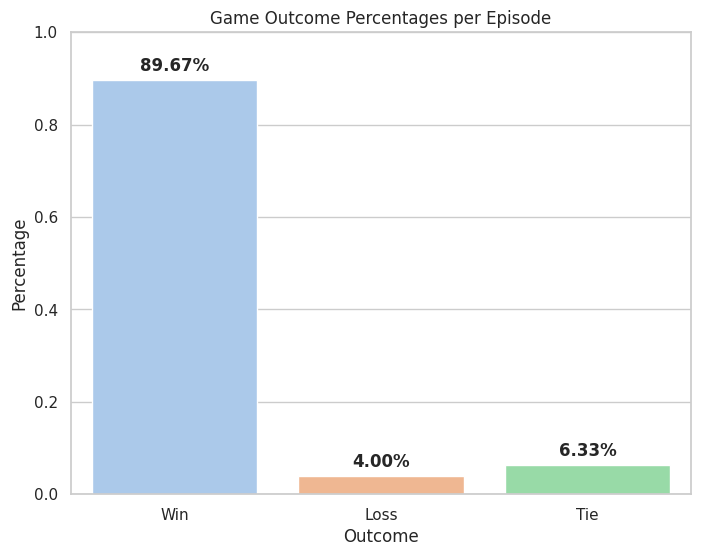 Game Outcome Percentages per Episode
1.0
0.8
0.6
0.4
0.2
0.0
Percentage
89.67%
4.00%
6.33%
Win
Loss
Tie
Outcome